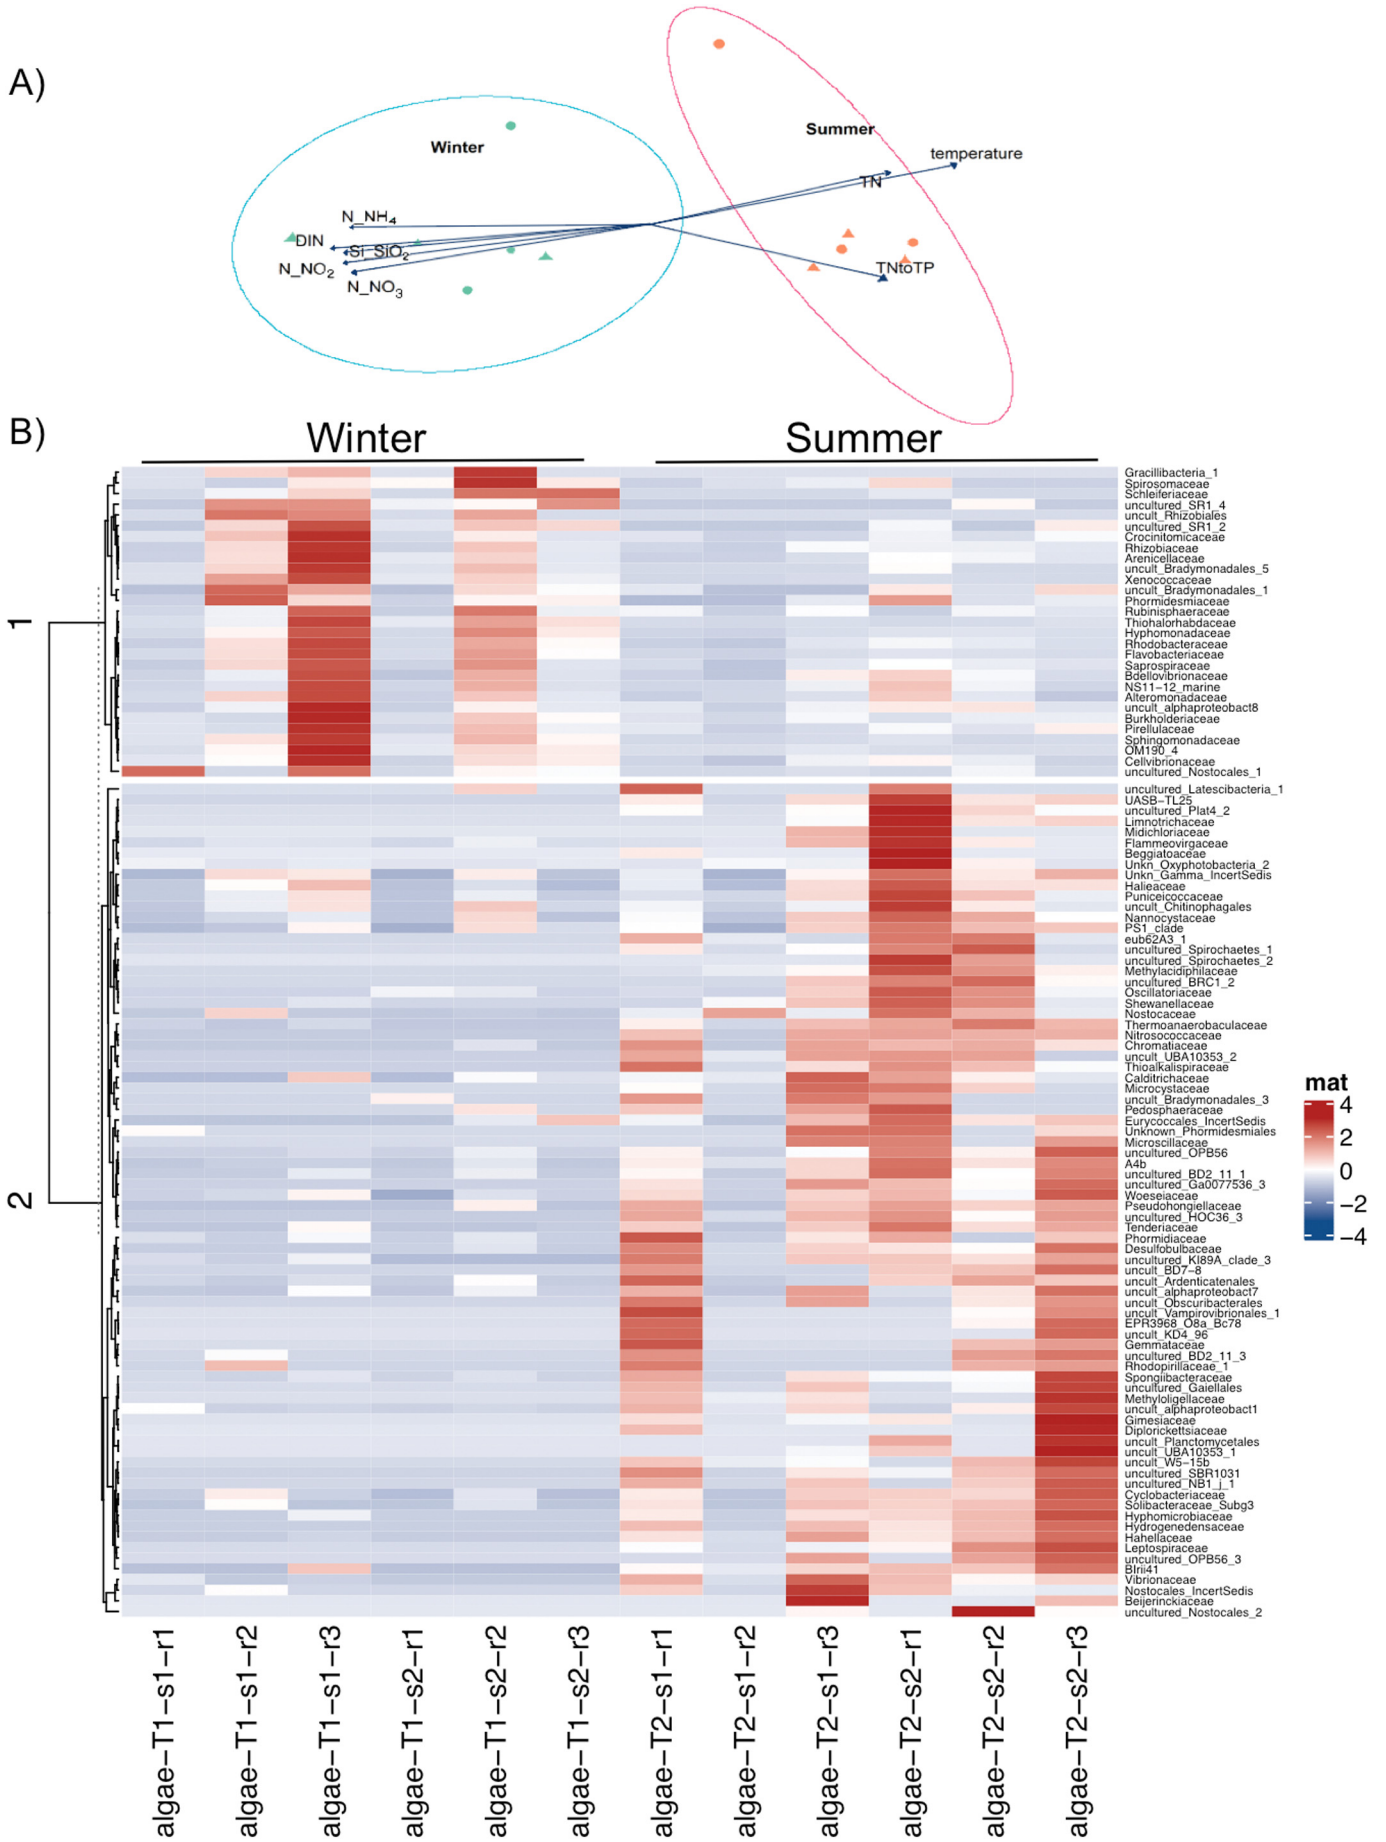 A)
Winter
Summer
temperature
TN
N_NH4
DIN
Si_SiO2
N_NO2
N_NO3
TNtoTP
B)
Winter
Summer
Gracillibacteria_1
Spirosomaceae
Schleiferiaceae
uncultured_SR1_4
uncult_Rhizobiales
uncultured_SR1_2
Crocinitomicaceae
Rhizobiaceae
Arenicellaceae
uncult_Bradymonadales_5
Xenococcaceae
uncult_Bradymonadales_1
Phormidesmiaceae
Rubinisphaeraceae
Thiohalorhabdaceae
Hyphomonadaceae
Rhodobacteraceae
Flavobacteriaceae
Saprospiraceae
Bdellovibrionaceae
NS11-12_marine
Alteromonadaceae
uncult_alphaproteobact8
Burkholderiaceae
Pirellulaceae
Sphingomonadaceae
OM190_4
Cellvibrionaceae
uncultured_Nostocales_1
1
uncultured_Latescibacteria_1
UASB-TL25
uncultured_Plat4_2
Limnotrichaceae
Midichloriaceae
Flammeovirgaceae
Beggiatoaceae
Unkn_Oxyphotobacteria_2
Unkn_Gamma_IncertSedis
Halieaceae
Puniceicoccaceae
uncult_Chitinophagales
Nannocystaceae
PS1_clade
eub62A3_1
uncultured_Spirochaetes_1
uncultured_Spirochaetes_2
Methylacidiphilaceae
uncultured_BRC1_2
Oscillatoriaceae
Shewanellaceae
Nostocaceae
Thermoanaerobaculaceae
Nitrosococcaceae
Chromatiaceae
uncult_UBA10353_2
Thioalkalispiraceae
Calditrichaceae
Microcystaceae
uncult_Bradymonadales_3
Pedosphaeraceae
Eurycoccales_IncertSedis
Unknown_Phormidesmiales
Microscillaceae
uncultured_OPB56
A4b
uncultured_BD2_11_1
uncultured_Ga0077536_3
Woeseiaceae
Pseudohongiellaceae
uncultured_HOC36_3
Tenderiaceae
Phormidiaceae
Desulfobulbaceae
uncultured_KI89A_clade_3
uncult_BD7-8
uncult_Ardenticatenales
uncult_alphaproteobact7
uncult_Obscuribacterales
uncult_Vampirovibrionales_1
EPR3968_O8a_Bc78
uncult_KD4_96
Gemmataceae
uncultured_BD2_11_3
Rhodopirillaceae_1
Spongiibacteraceae
uncultured_Gaiellales
Methyloligellaceae
uncult_alphaproteobact1
Gimesiaceae
Diplorickettsiaceae
uncult_Planctomycetales
uncult_UBA10353_1
uncult_W5-15b
uncultured_SBR1031
uncultured_NB1_j_1
Cyclobacteriaceae
Solibacteraceae_Subg3
Hyphomicrobiaceae
Hydrogenedensaceae
Hahellaceae
Leptospiraceae
uncultured_OPB56_3
BIrii41
Vibrionaceae
Nostocales_IncertSedis
Beijerinckiaceae
uncultured_Nostocales_2
2
mat
4
2
0
−2
−4
algae-T1-s1-r1
algae-T1-s1-r2
algae-T1-s1-r3
algae-T1-s2-r1
algae-T1-s2-r2
algae-T1-s2-r3
algae-T2-s1-r1
algae-T2-s1-r2
algae-T2-s1-r3
algae-T2-s2-r1
algae-T2-s2-r2
algae-T2-s2-r3